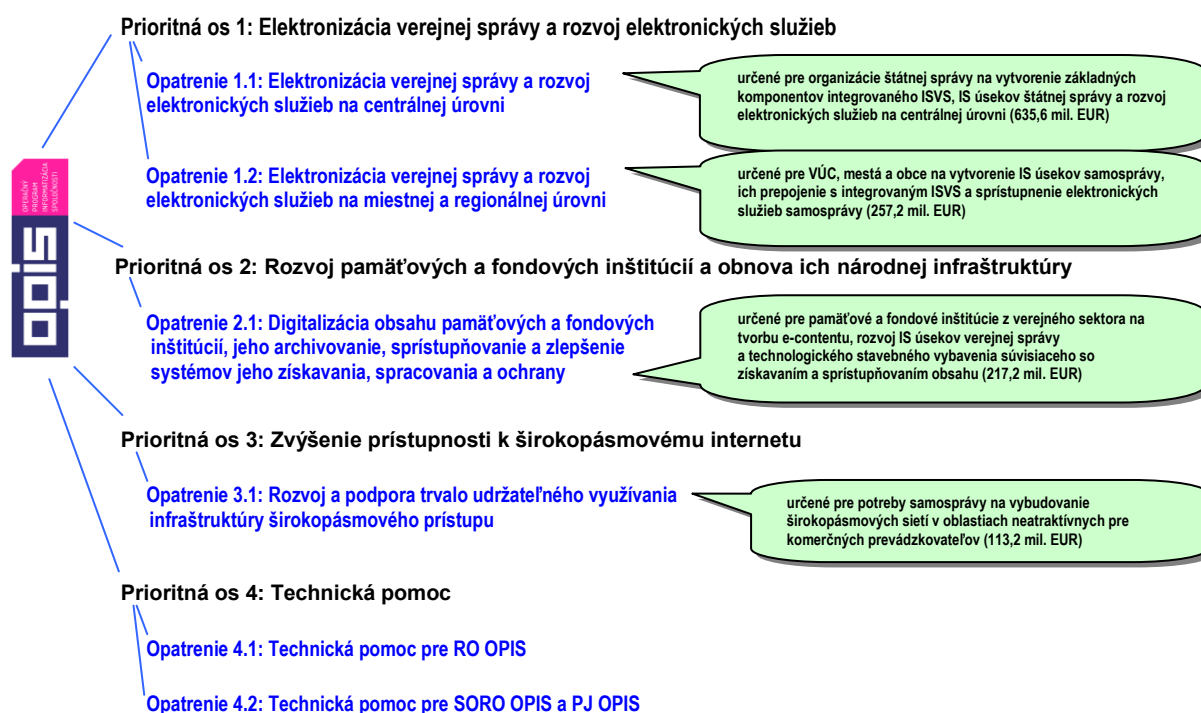 Prioritná os 1: Elektronizácia verejnej správy a rozvoj elektronických služieb
Opatrenie 1.1: Elektronizácia verejnej správy a rozvoj
elektronických služieb na centrálnej úrovni
určené pre organizácie štátnej správy na vytvorenie základných
komponentov integrovaného ISVS, IS úsekov štátnej správy a rozvoj
elektronických služieb na centrálnej úrovni (635,6 mil. EUR)
Opatrenie 1.2: Elektronizácia verejnej správy a rozvoj
elektronických služieb na miestnej a regionálnej úrovni
určené pre VÚC, mestá a obce na vytvorenie IS úsekov samosprávy,
ich prepojenie s integrovaným ISVS a sprístupnenie elektronických
služieb samosprávy (257,2 mil. EUR)
OPERAČNÝ
PROGRAM
INFORMATIZÁCIA
SPOLOČNOSTI
opis
Prioritná os 2: Rozvoj pamäťových a fondových inštitúcií a obnova ich národnej infraštruktúry
Opatrenie 2.1: Digitalizácia obsahu pamäťových a fondových
inštitúcií, jeho archivovanie, sprístupňovanie a zlepšenie
systémov jeho získavania, spracovania a ochrany
určené pre pamäťové a fondové inštitúcie z verejného sektora na
tvorbu e-contentu, rozvoj IS úsekov verejnej správy
a technologického stavebného vybavenia súvisiaceho so
získavaním a sprístupňovaním obsahu (217,2 mil. EUR)
Prioritná os 3: Zvýšenie prístupnosti k širokopásmovému internetu
Opatrenie 3.1: Rozvoj a podpora trvalo udržateľného využívania
infraštruktúry širokopásmového prístupu
určené pre potreby samosprávy na vybudovanie
širokopásmových sietí v oblastiach neatraktívnych pre
komerčných prevádzkovateľov (113,2 mil. EUR)
Prioritná os 4: Technická pomoc
Opatrenie 4.1: Technická pomoc pre RO OPIS
Opatrenie 4.2: Technická pomoc pre SORO OPIS a PJ OPIS